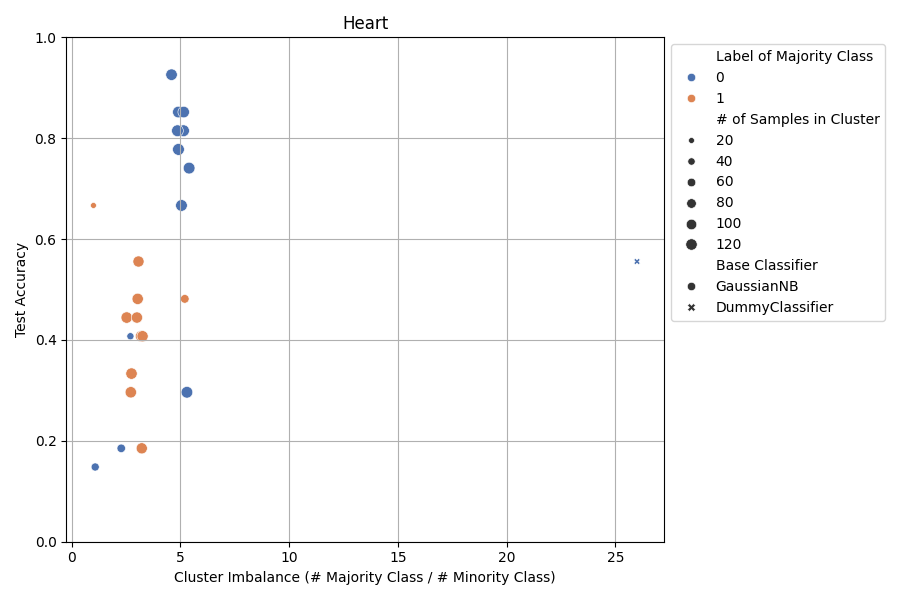 Heart
1.0
0.8
0.6
0.4
0.2
0.0
Test Accuracy
0 5 10 15 20 25
Cluster Imbalance (# Majority Class / # Minority Class)
Label of Majority Class
0
1
# of Samples in Cluster
20
40
60
80
100
120
Base Classifier
GaussianNB
DummyClassifier